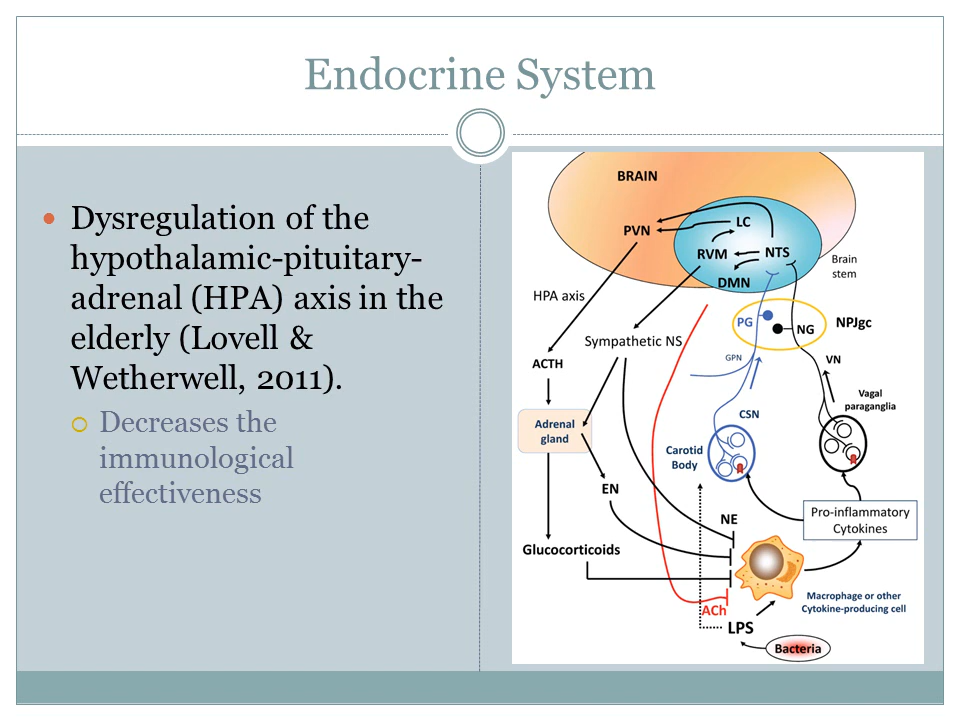 Endocrine System
Dysregulation of the
hypothalamic-pituitary-
adrenal (HPA) axis in the
elderly (Lovell &
Wetherwell, 2011).
Decreases the
immunological
effectiveness
BRAIN
PVN
LC
RVM
NTS
DMN
Brain
stem
HPA axis
PG
NG
NPJgc
Sympathetic NS
GPN
VN
ACTH
Vagal
paraganglia
CSN
Adrenal
gland
Carotid
Body
EN
NE
Pro-inflammatory
Cytokines
Glucocorticoids
Macrophage or other
Cytokine-producing cell
ACh
LPS
Bacteria